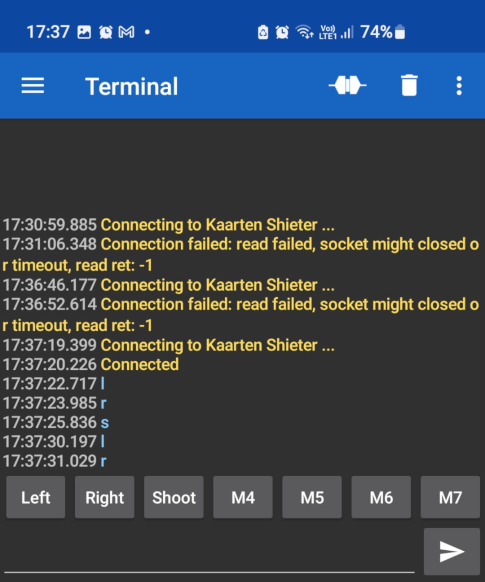 17:37
Vo))
LTE1
74%
Terminal
17:30:59.885 Connecting to Kaarten Shieter ...
17:31:06.348 Connection failed: read failed, socket might closed o
r timeout, read ret: -1
17:36:46.177 Connecting to Kaarten Shieter ...
17:36:52.614 Connection failed: read failed, socket might closed o
r timeout, read ret: -1
17:37:19.399 Connecting to Kaarten Shieter ...
17:37:20.226 Connected
17:37:22.717 l
17:37:23.985 r
17:37:25.836 s
17:37:30.197 l
17:37:31.029 r
Left Right Shoot M4 M5 M6 M7